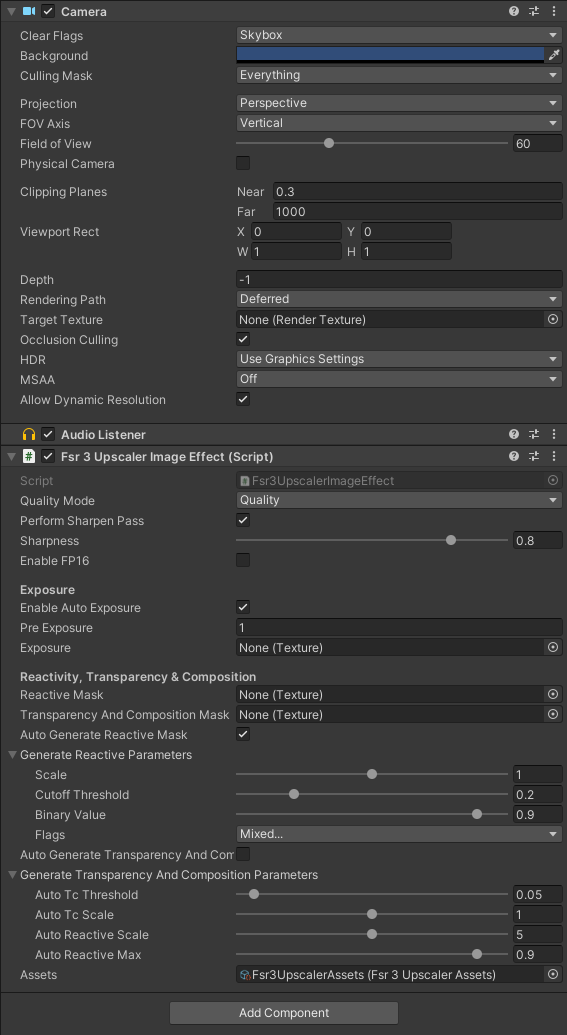 Camera
Clear Flags Skybox
Background
Culling Mask Everything
Projection Perspective
FOV Axis Vertical
Field of View 60
Physical Camera
Clipping Planes Near 0.3
Far 1000
Viewport Rect X 0 Y 0
W 1 H 1
Depth -1
Rendering Path Deferred
Target Texture None (Render Texture)
Occlusion Culling
HDR Use Graphics Settings
MSAA Off
Allow Dynamic Resolution
Audio Listener
# Fsr 3 Upscaler Image Effect (Script)
Script # Fsr3UpscalerImageEffect
Quality Mode Quality
Perform Sharpen Pass
Sharpness 0.8
Enable FP16
Exposure
Enable Auto Exposure
Pre Exposure 1
Exposure None (Texture)
Reactivity, Transparency & Composition
Reactive Mask None (Texture)
Transparency And Composition Mask None (Texture)
Auto Generate Reactive Mask
Generate Reactive Parameters
Scale 1
Cutoff Threshold 0.2
Binary Value 0.9
Flags Mixed...
Auto Generate Transparency And Com
Generate Transparency And Composition Parameters
Auto Tc Threshold 0.05
Auto Tc Scale 1
Auto Reactive Scale 5
Auto Reactive Max 0.9
Assets Fsr3UpscalerAssets (Fsr 3 Upscaler Assets)
Add Component